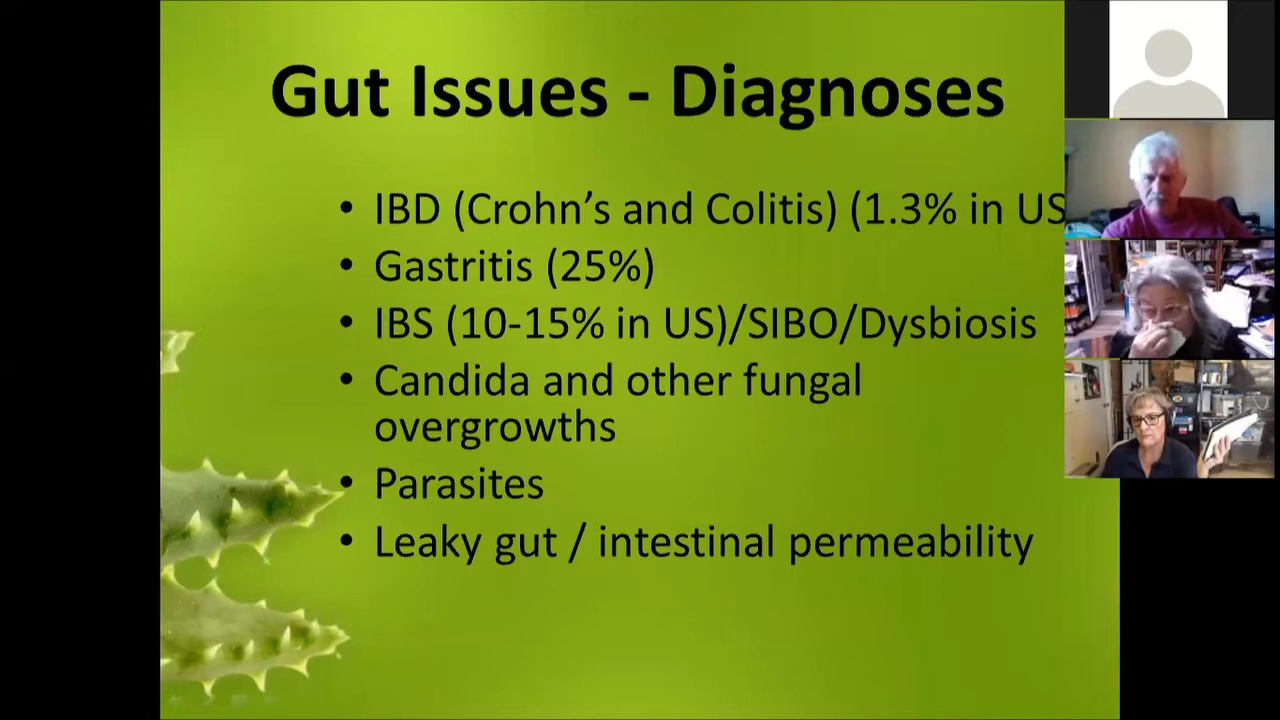 Gut Issues - Diagnoses
• IBD (Crohn’s and Colitis) (1.3% in US
• Gastritis (25%)
• IBS (10-15% in US)/SIBO/Dysbiosis
• Candida and other fungal
overgrowths
• Parasites
• Leaky gut / intestinal permeability